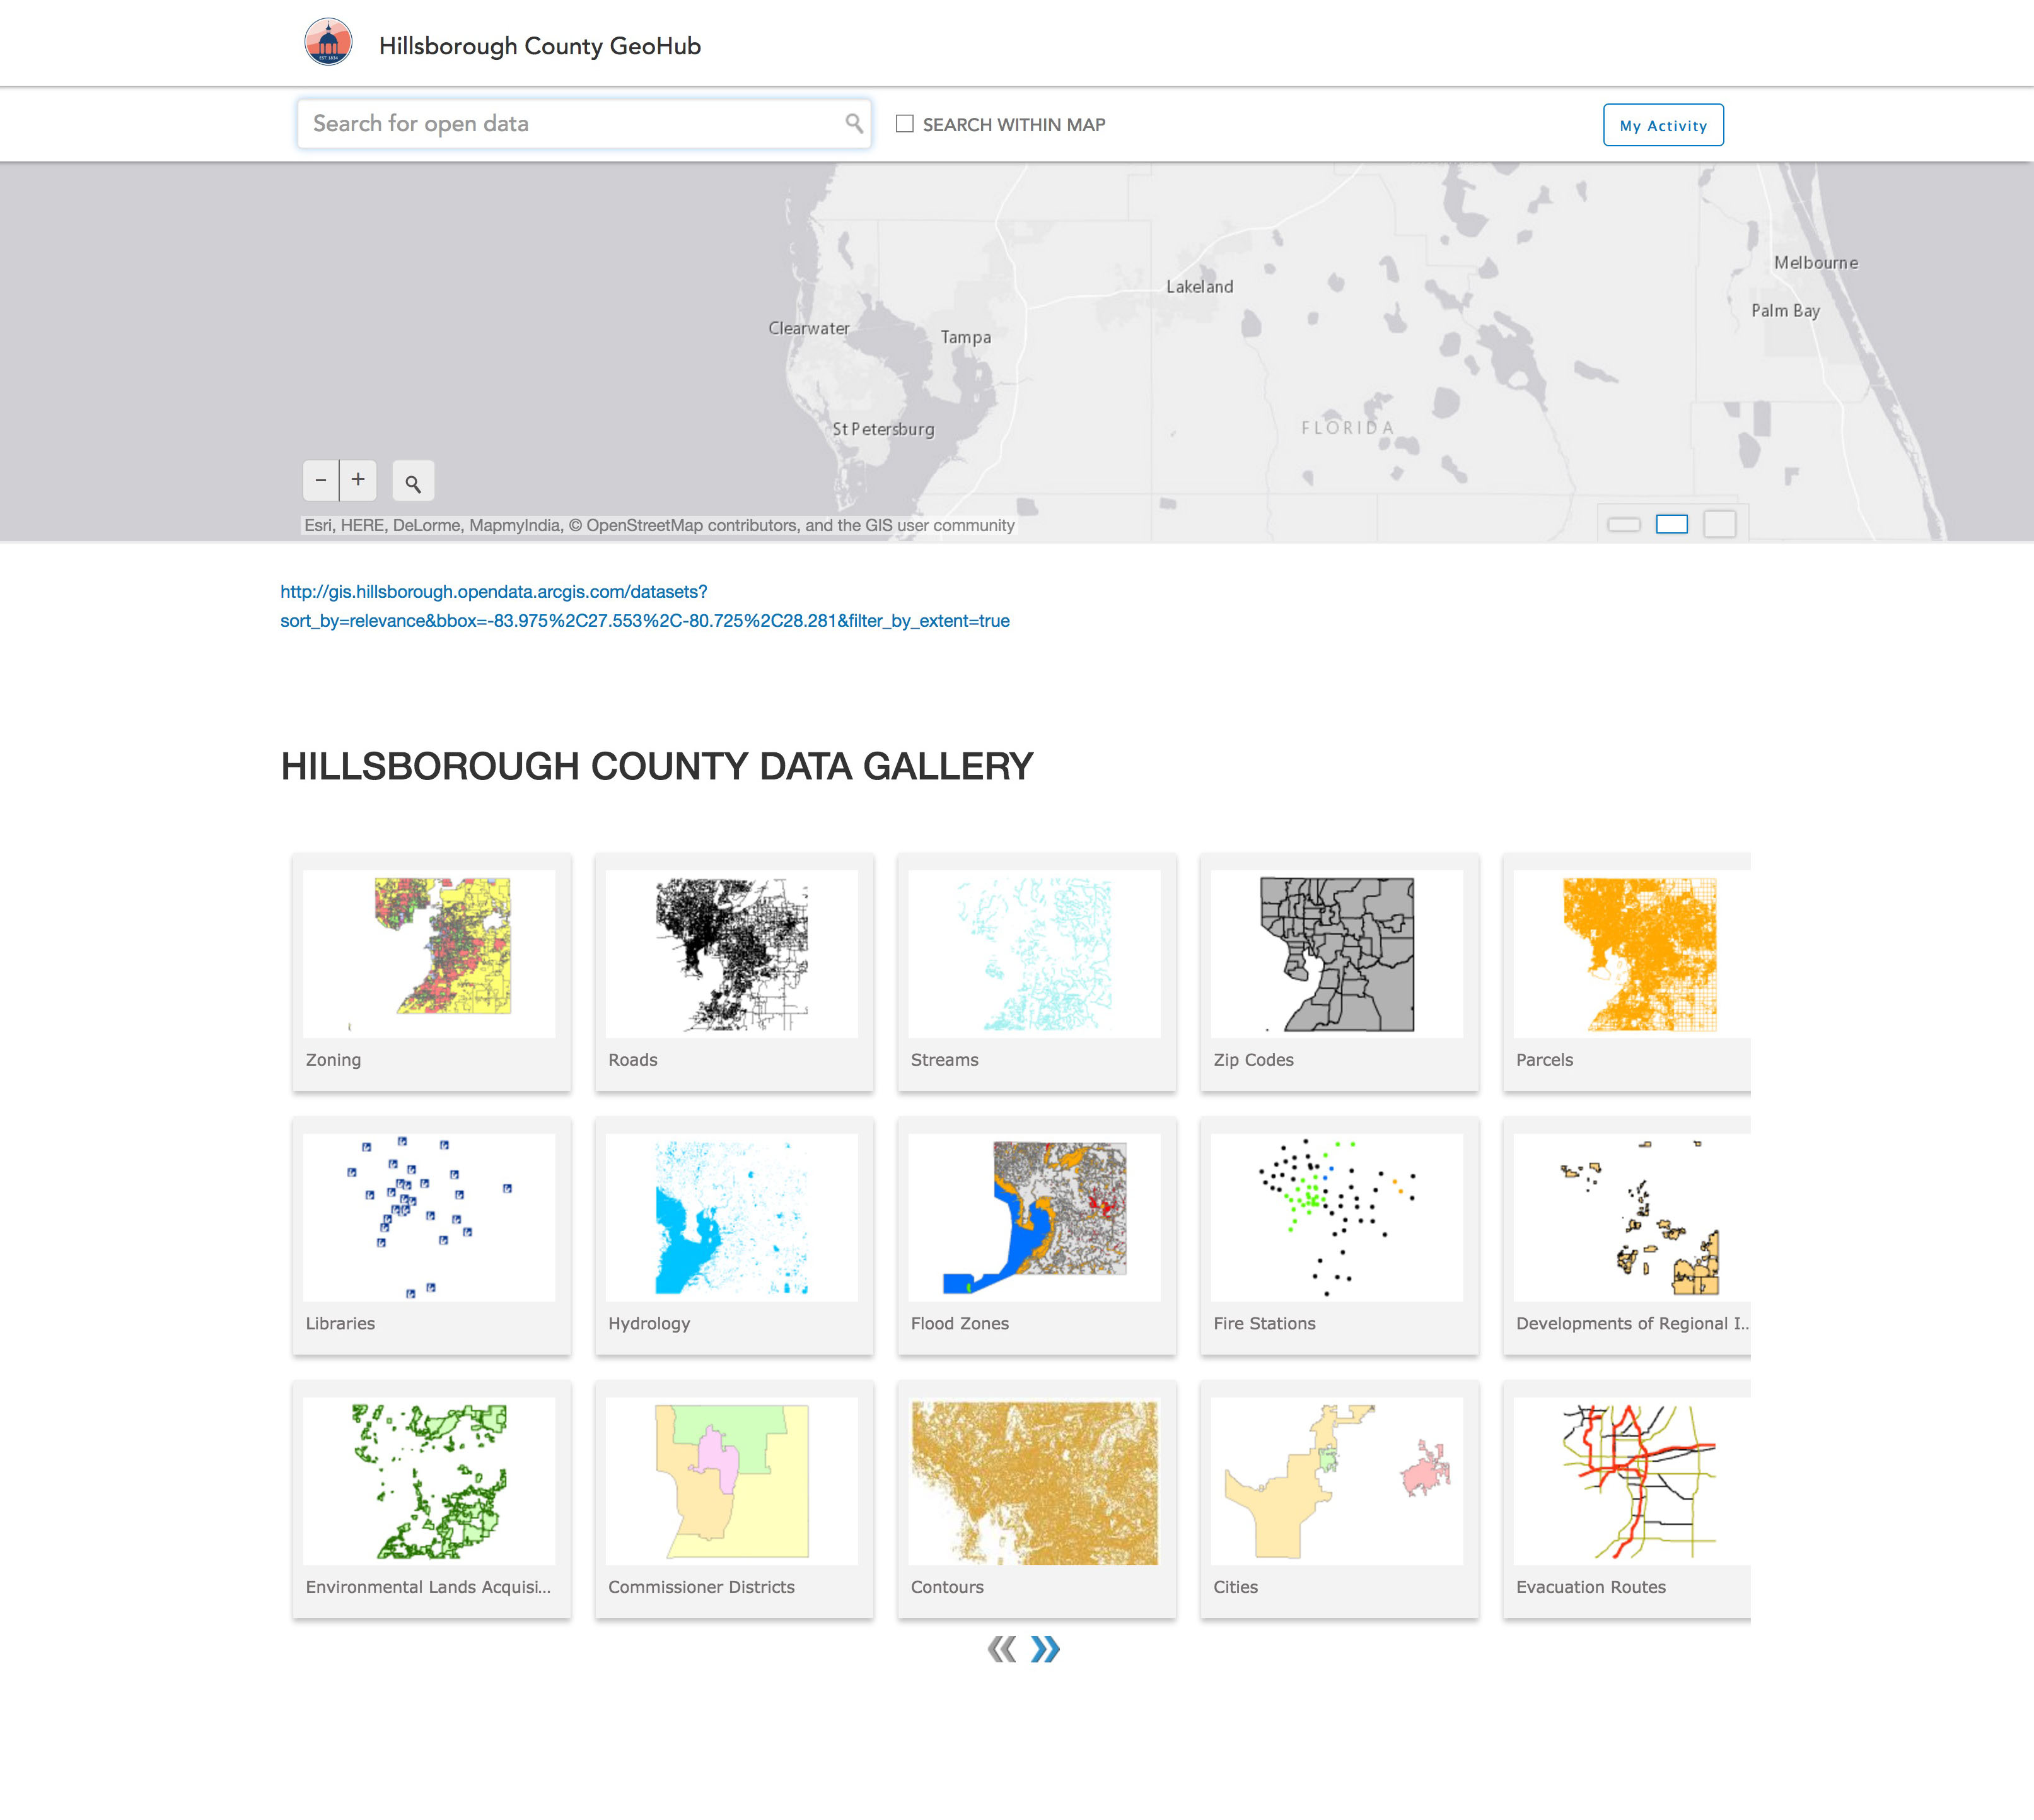 Hillsborough County GeoHub
EST. 1834
Search for open data
SEARCH WITHIN MAP
My Activity
Melbourne
Lakeland
Palm Bay
Clearwater
Tampa
FLORIDA
St Petersburg
− +
Esri, HERE, DeLorme, MapmyIndia, © OpenStreetMap contributors, and the GIS user community
http://gis.hillsborough.opendata.arcgis.com/datasets?
sort_by=relevance&bbox=-83.975%2C27.553%2C-80.725%2C28.281&filter_by_extent=true
HILLSBOROUGH COUNTY DATA GALLERY
Zoning
Roads
Streams
Zip Codes
Parcels
Libraries
Hydrology
Flood Zones
Fire Stations
Developments of Regional I...
Environmental Lands Acquisi...
Commissioner Districts
Contours
Cities
Evacuation Routes